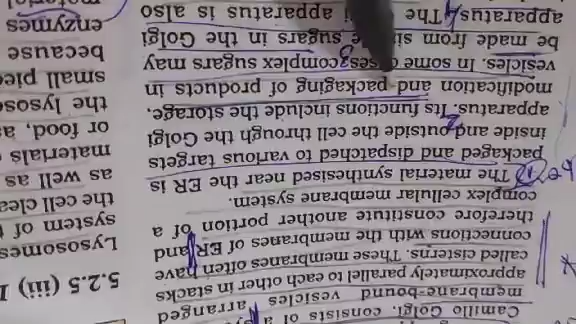 Camillo Golgi, consists of a
membrane-bound vesicles arranged
approximately parallel to each other in stacks
called cisterns. These membranes often have
connections with the membranes of ER and
therefore constitute another portion of a
complex cellular membrane system.
The material synthesised near the ER is
packaged and dispatched to various targets
inside and outside the cell through the Golgi
apparatus. Its functions include the storage,
modification and packaging of products in
vesicles. In some cases, complex sugars may
be made from sugars in the Golgi
apparatus. The apparatus is also
5.2.5 (iii)
Lysosomes
system of
the cell clea
as well as
materials
or food, a
the lysos
small pie
because
enzymes
material